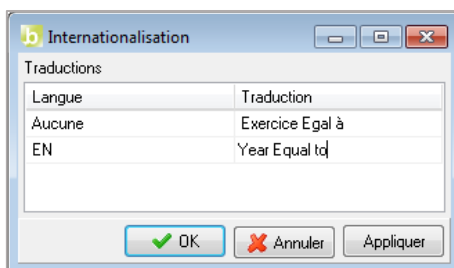 b Internationalisation
Traductions
Langue Traduction
Aucune Exercice Egal à
EN Year Equal to
OK Annuler Appliquer